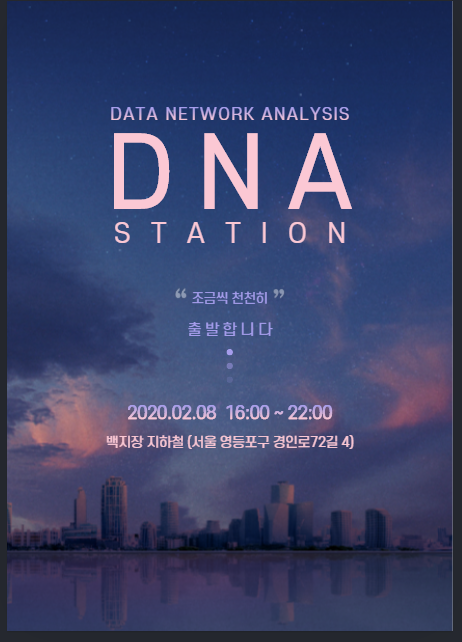 DATA NETWORK ANALYSIS
DNA
STATION
“ 조금씩 천천히 ”
출발합니다
2020.02.08 16:00 ~ 22:00
백지장 지하철 (서울 영등포구 경인로72길 4)